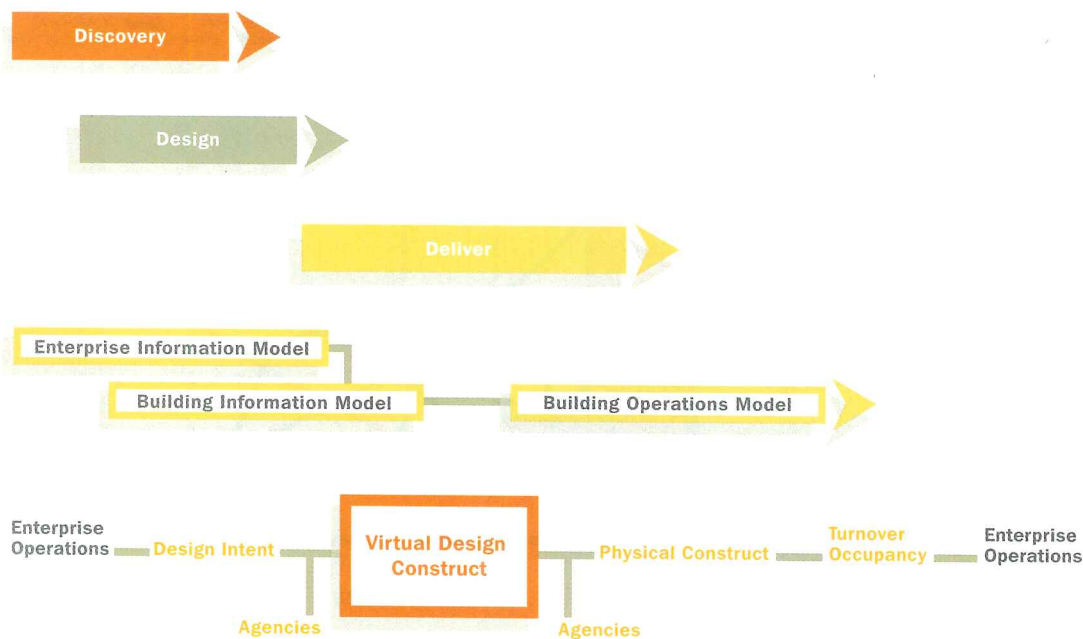 Discovery
Design
Deliver
Enterprise Information Model
Building Information Model
Building Operations Model
Enterprise
Operations
Design Intent
Agencies
Virtual Design
Construct
Agencies
Physical Construct
Turnover
Occupancy
Enterprise
Operations